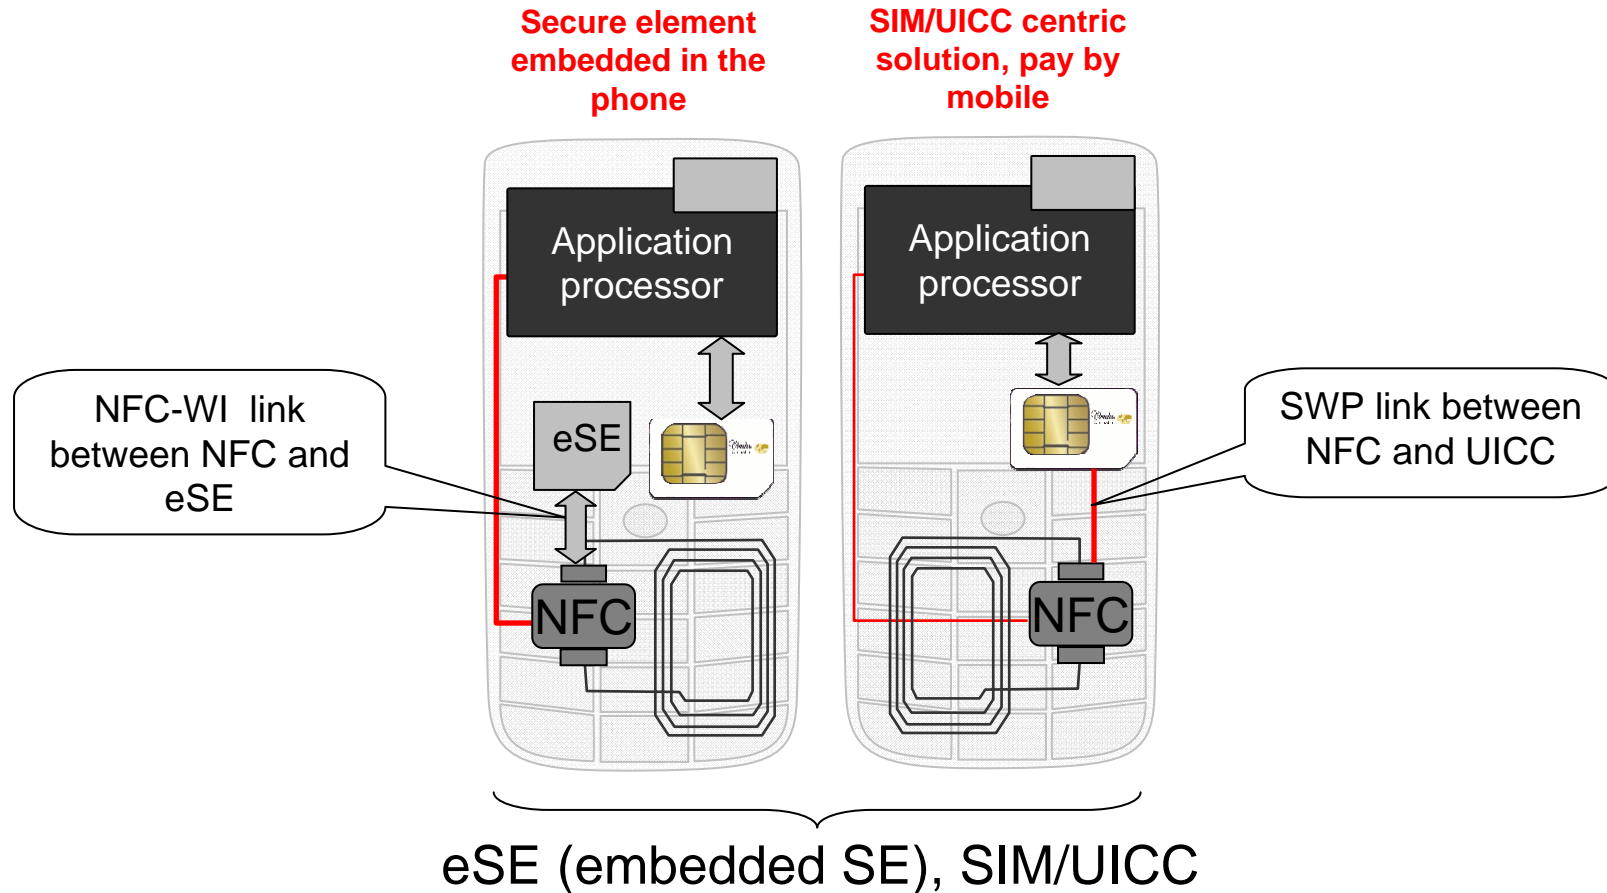 Secure element
embedded in the
phone
SIM/UICC centric
solution, pay by
mobile
Application
processor
Application
processor
NFC-WI link
between NFC and
eSE
eSE
SWP link between
NFC and UICC
NFC
NFC
eSE (embedded SE), SIM/UICC